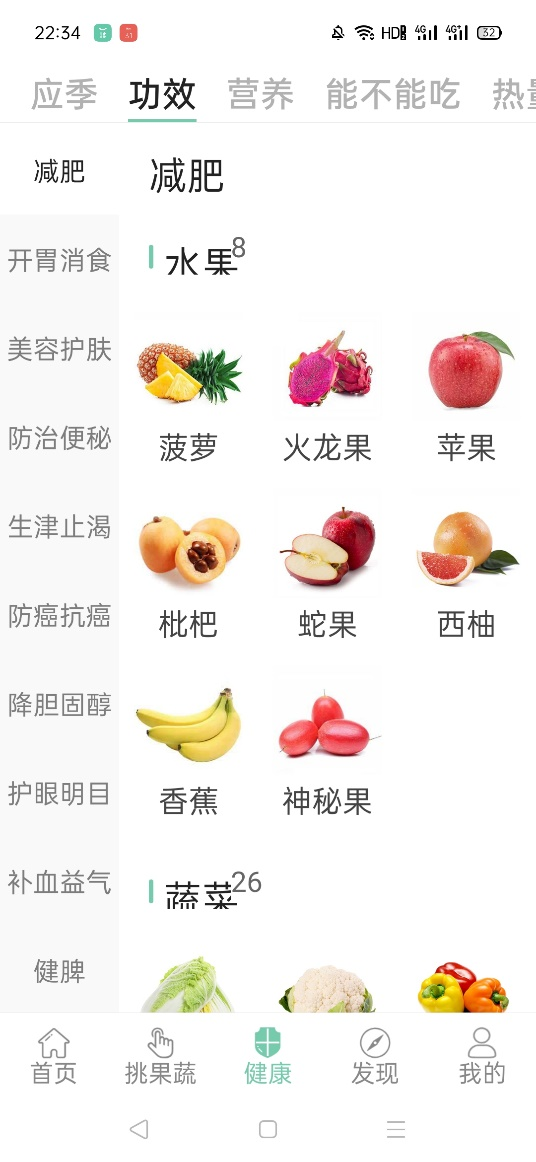 22:34 HD 4G 4G+ 32
应季 功效 营养 能不能吃 热量
减肥
减肥
开胃消食
水果8
美容护肤
菠萝 火龙果 苹果
防治便秘
生津止渴
枇杷 蛇果 西柚
防癌抗癌
降胆固醇
护眼明目
香蕉 神秘果
补血益气
蔬菜26
健脾
首页 挑果蔬 健康 发现 我的